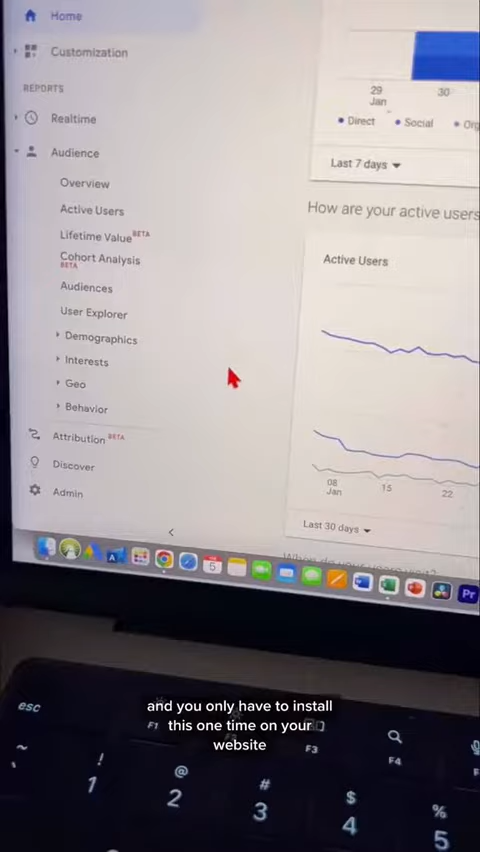 Home
Customization
REPORTS
Realtime
Audience
Overview
Active Users
Lifetime Value BETA
Cohort Analysis
BETA
Audiences
User Explorer
Demographics
Interests
Geo
Behavior
Attribution BETA
Discover
Admin
29
Jan
30
Direct
Social
Last 7 days
How are your active users
Active Users
08
Jan
15
22
Last 30 days
5
Pr
and you only have to install
this one time on your
website
esc
F1
F3
F4
~
!
1
@
2
#
3
$
4
%
5